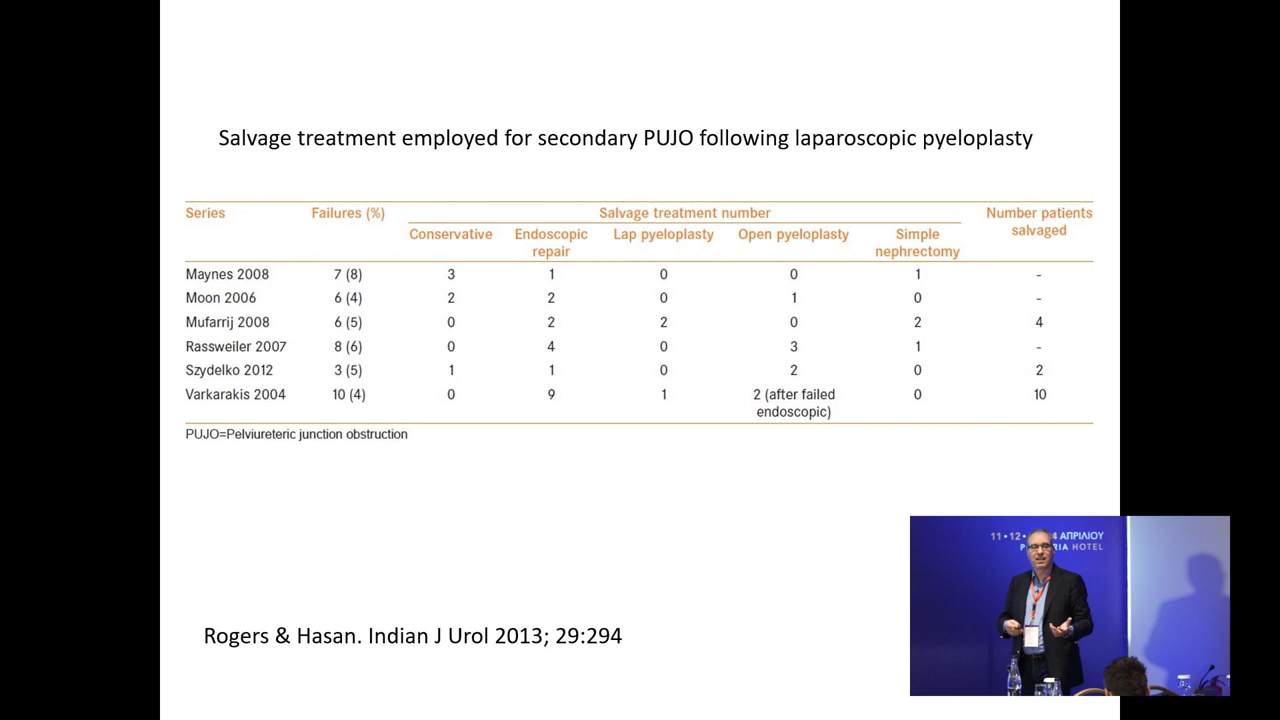 Salvage treatment employed for secondary PUJO following laparoscopic pyeloplasty
Series Failures (%) Salvage treatment number Number patients salvaged
Conservative Endoscopic repair Lap pyeloplasty Open pyeloplasty Simple nephrectomy
Maynes 2008 7 (8) 3 1 0 0 1 -
Moon 2006 6 (4) 2 2 0 1 0 -
Mufarrij 2008 6 (5) 0 2 2 0 2 4
Rassweiler 2007 8 (6) 0 4 0 3 1 -
Szydelko 2012 3 (5) 1 1 0 2 0 2
Varkarakis 2004 10 (4) 0 9 1 2 (after failed endoscopic) 0 10
PUJO=Pelviureteric junction obstruction
11•12• 4 ΑΠΡΙΛΙΟΥ
HOTEL
Rogers & Hasan. Indian J Urol 2013; 29:294